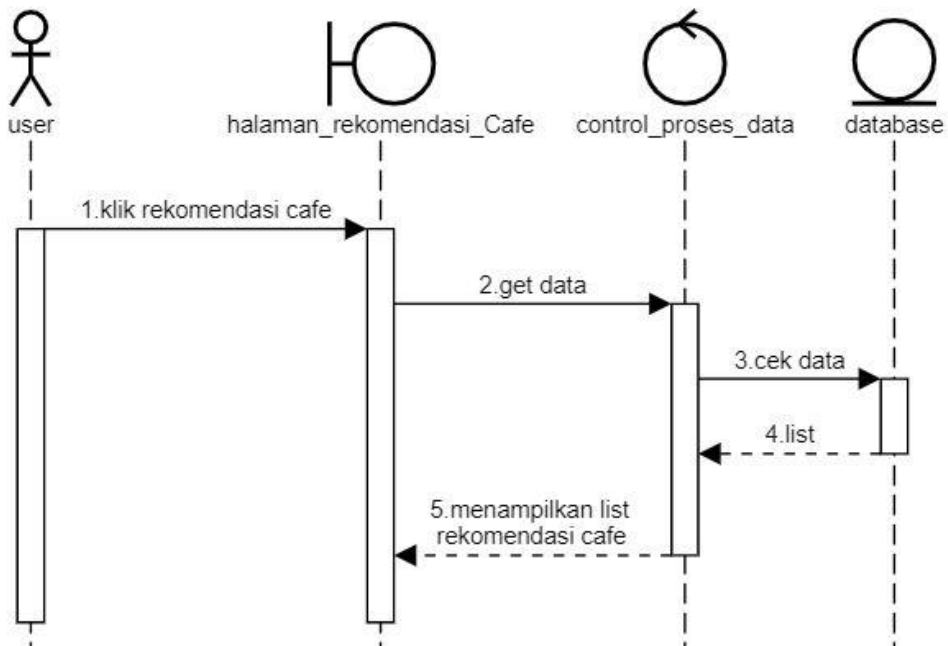 user
halaman_rekomendasi_Cafe
control_proses_data
database
1.klik rekomendasi cafe
2.get data
3.cek data
4.list
5.menampilkan list
rekomendasi cafe